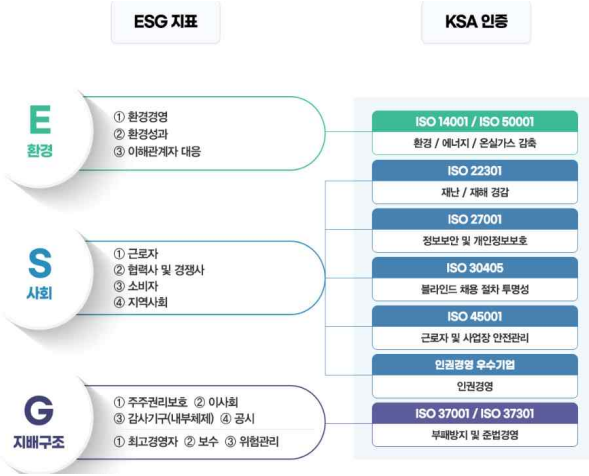 ESG 지표
KSA 인증
E
환경
① 환경경영
② 환경성과
③ 이해관계자 대응
ISO 14001 / ISO 50001
환경 / 에너지 / 온실가스 감축
ISO 22301
재난 / 재해 경감
ISO 27001
정보보안 및 개인정보보호
S
사회
① 근로자
② 협력사 및 경쟁사
③ 소비자
④ 지역사회
ISO 30405
블라인드 채용 절차 투명성
ISO 45001
근로자 및 사업장 안전관리
인권경영 우수기업
인권경영
G
지배구조
① 주주권리보호 ② 이사회
③ 감사기구(내부체제) ④ 공시
① 최고경영자 ② 보수 ③ 위험관리
ISO 37001 / ISO 37301
부패방지 및 준법경영